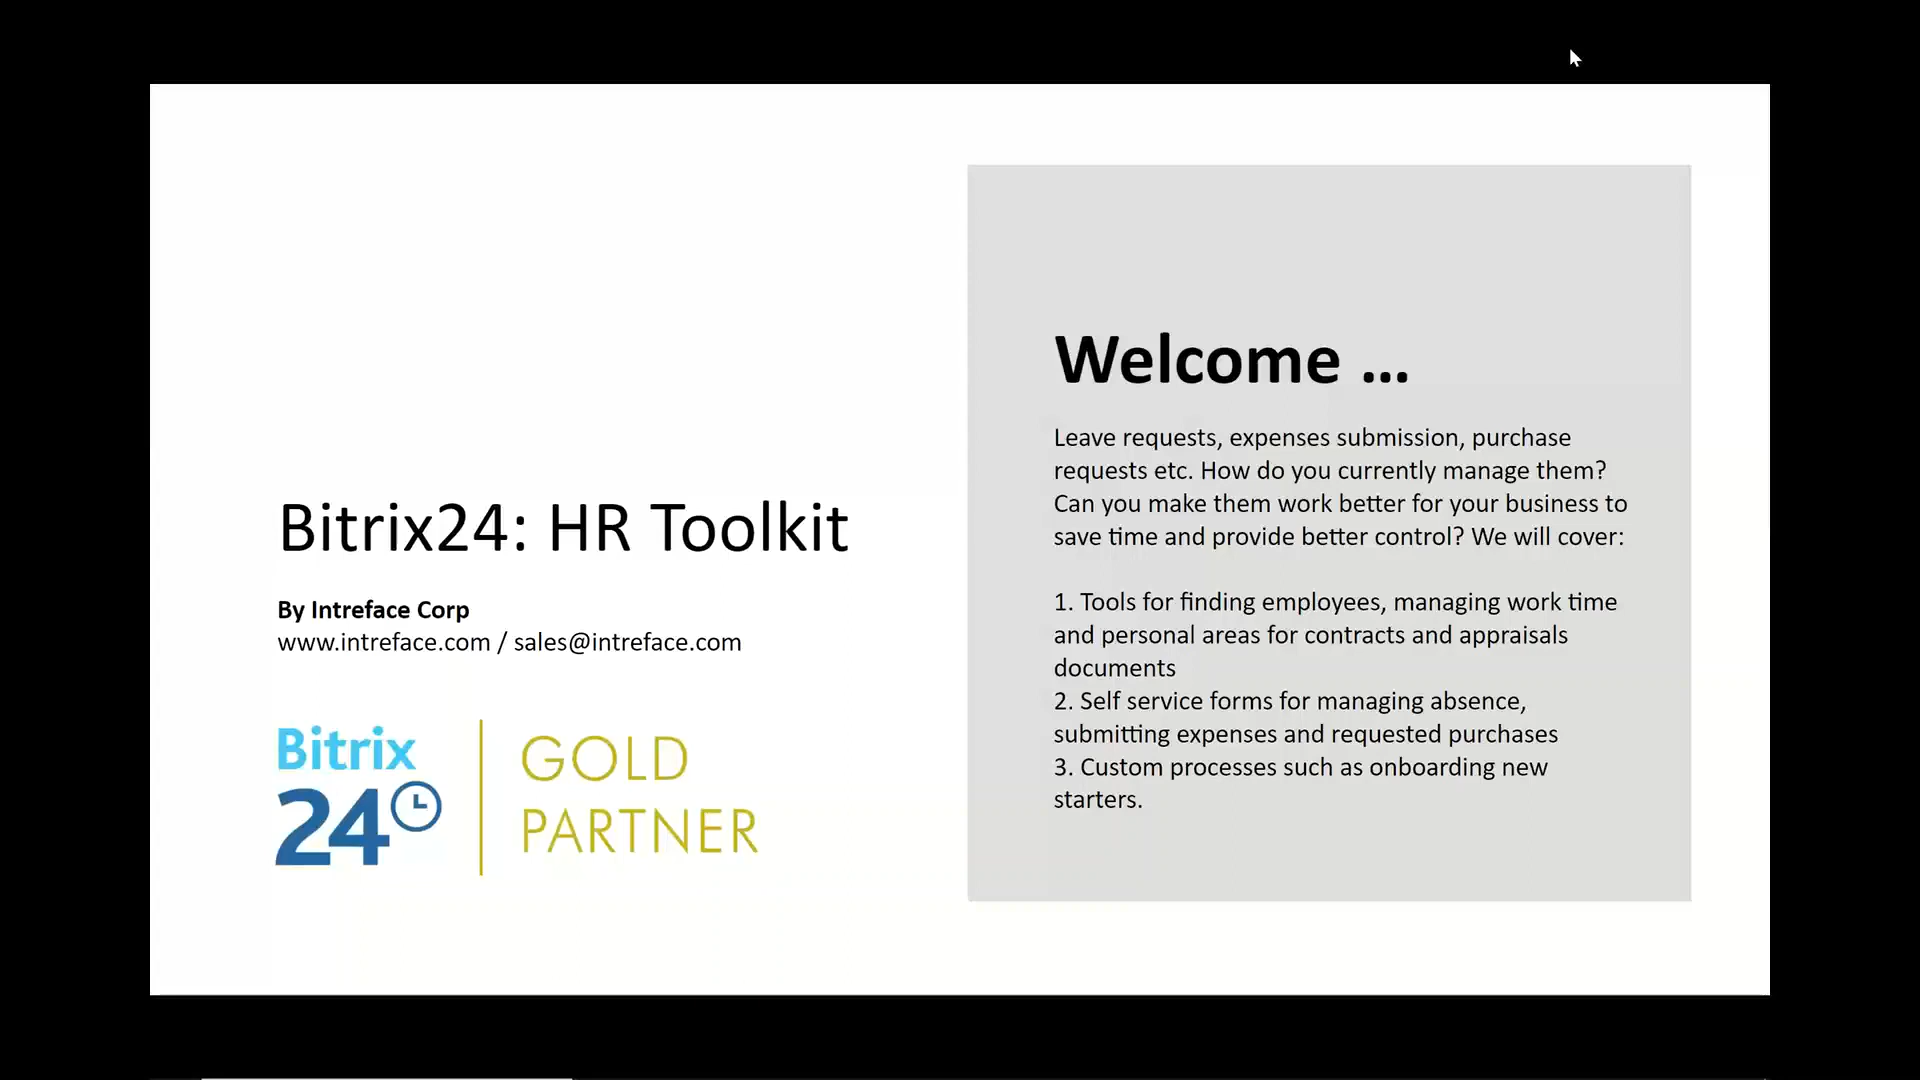 Bitrix24: HR Toolkit
By Intreface Corp
www.intreface.com / sales@intreface.com
Bitrix
24
GOLD
PARTNER
Welcome ...
Leave requests, expenses submission, purchase
requests etc. How do you currently manage them?
Can you make them work better for your business to
save time and provide better control? We will cover:
1. Tools for finding employees, managing work time
and personal areas for contracts and appraisals
documents
2. Self service forms for managing absence,
submitting expenses and requested purchases
3. Custom processes such as onboarding new
starters.